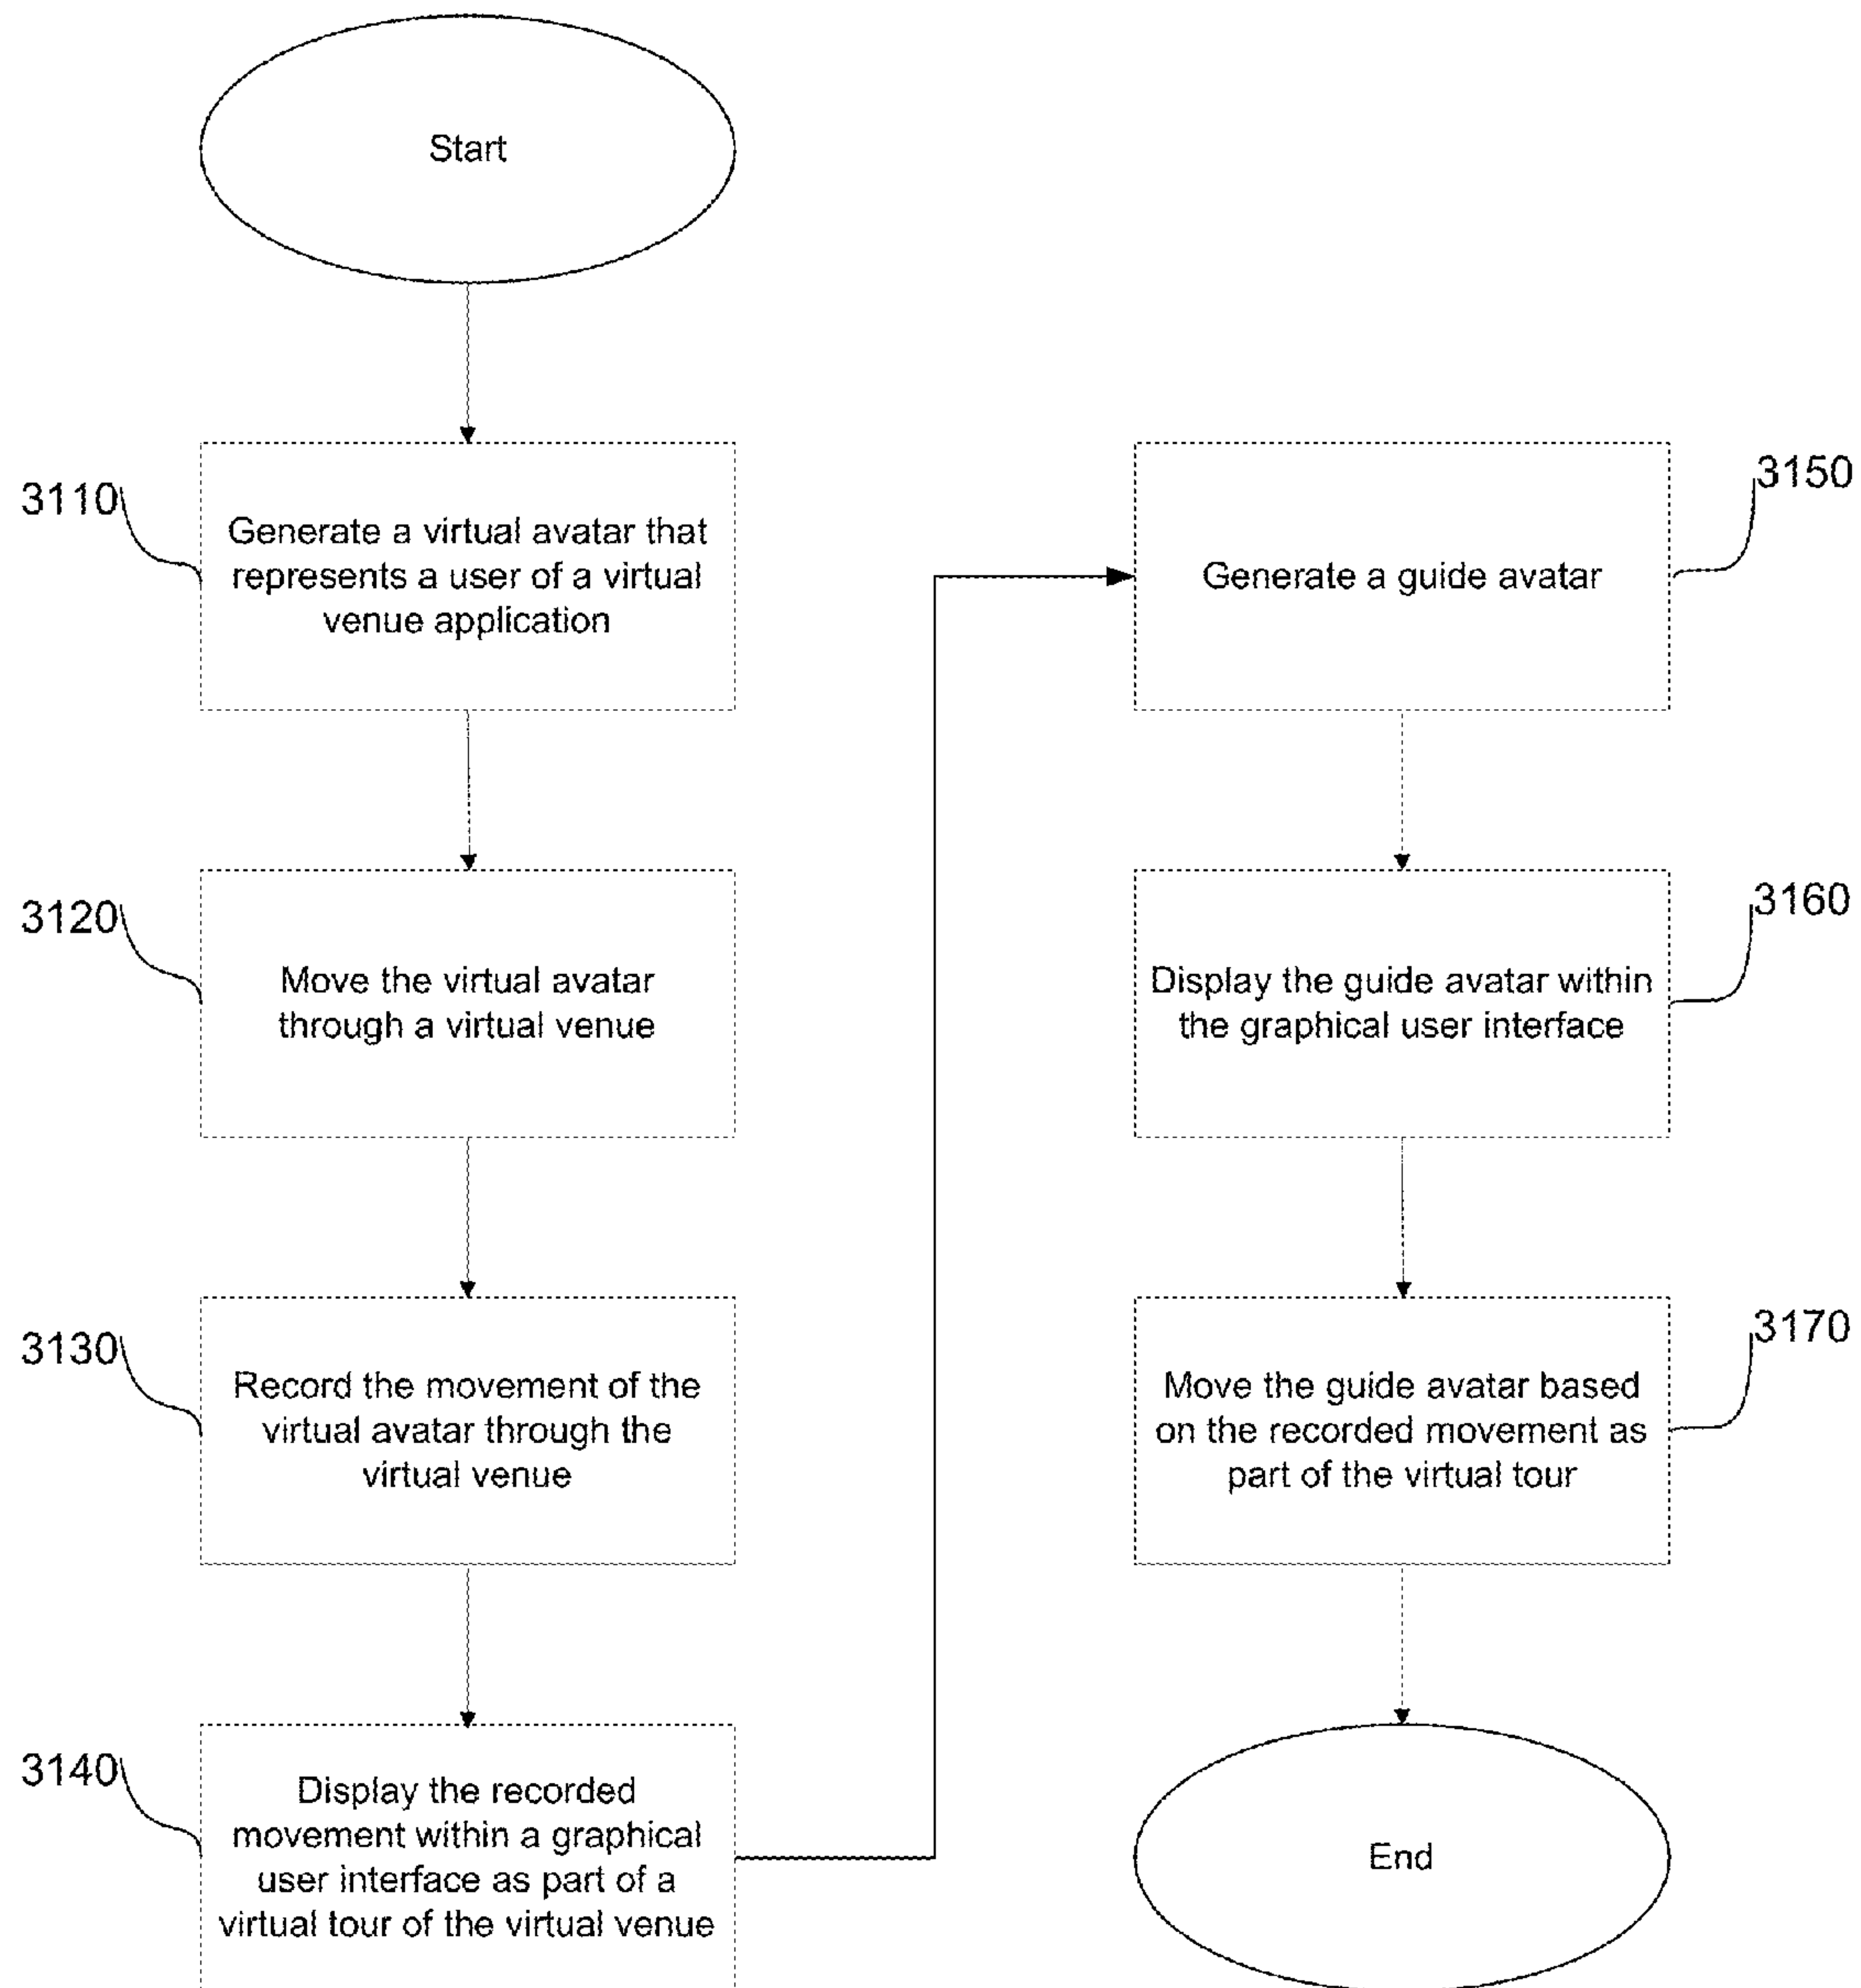 Start
3110
Generate a virtual avatar that
represents a user of a virtual
venue application
3120
Move the virtual avatar
through a virtual venue
3130
Record the movement of the
virtual avatar through the
virtual venue
3140
Display the recorded
movement within a graphical
user interface as part of a
virtual tour of the virtual venue
3150
Generate a guide avatar
3160
Display the guide avatar within
the graphical user interface
3170
Move the guide avatar based
on the recorded movement as
part of the virtual tour
End